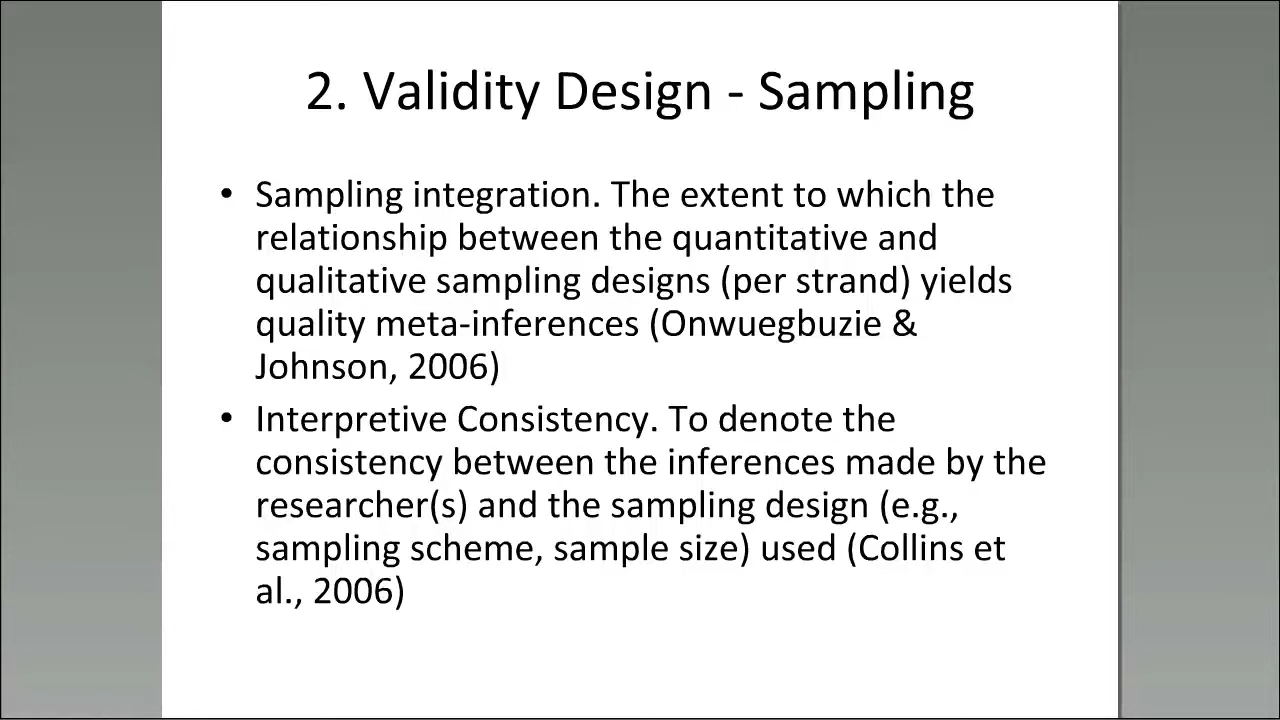 2. Validity Design - Sampling
• Sampling integration. The extent to which the
relationship between the quantitative and
qualitative sampling designs (per strand) yields
quality meta-inferences (Onwuegbuzie &
Johnson, 2006)
• Interpretive Consistency. To denote the
consistency between the inferences made by the
researcher(s) and the sampling design (e.g.,
sampling scheme, sample size) used (Collins et
al., 2006)